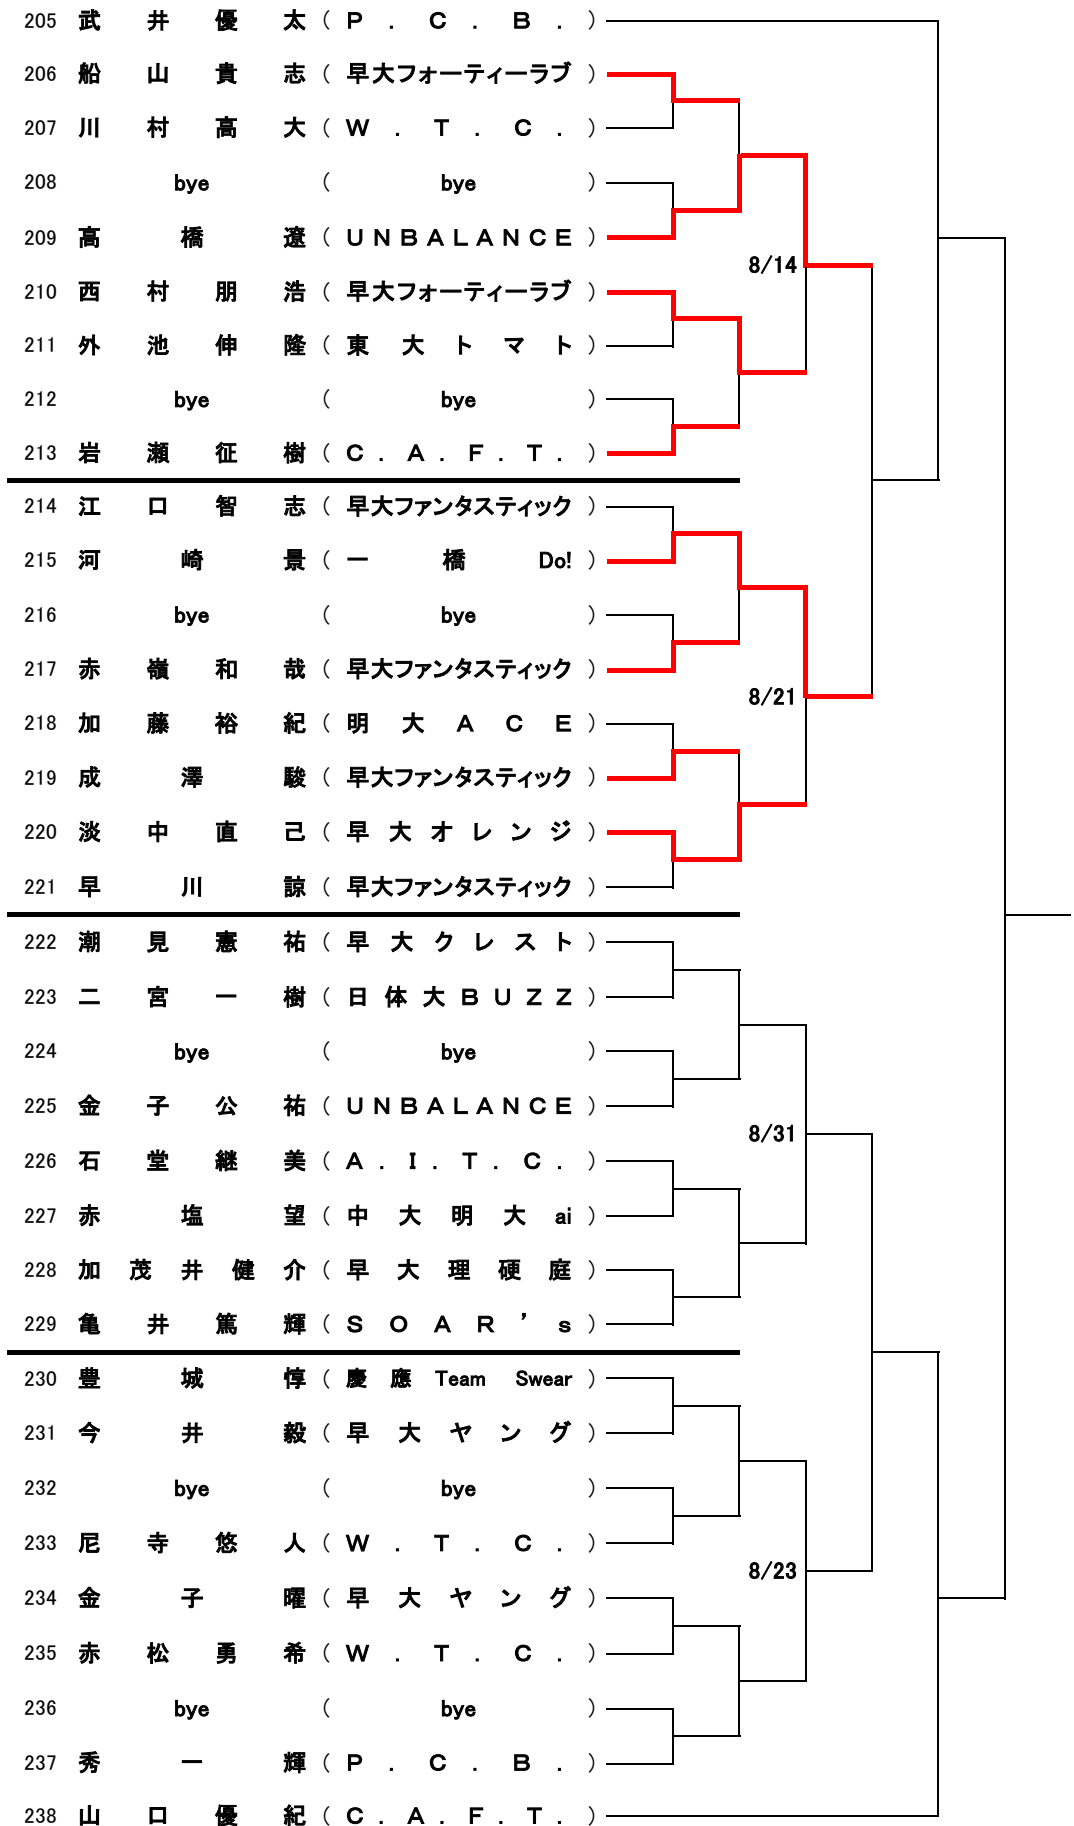 205 武井優太 (P.C.B.)
206 船山貴志 (早大フォーティーラブ)
207 川村高大 (W.T.C.)
208 bye (bye)
209 高橋遼 (UNBALANCE)
8/14
210 西村朋浩 (早大フォーティーラブ)
211 外池伸隆 (東大トマト)
212 bye (bye)
213 岩瀬征樹 (C.A.F.T.)
214 江口智志 (早大ファンタスティック)
215 河崎景 (一橋Do!)
216 bye (bye)
217 赤嶺和哉 (早大ファンタスティック)
8/21
218 加藤裕紀 (明大ACE)
219 成澤駿 (早大ファンタスティック)
220 淡中直己 (早大オレンジ)
221 早川諒 (早大ファンタスティック)
222 潮見憲祐 (早大クレスト)
223 二宮一樹 (日体大BUZZ)
224 bye (bye)
225 金子公祐 (UNBALANCE)
8/31
226 石堂継美 (A.I.T.C.)
227 赤塩望 (中大明大ai)
228 加茂井健介 (早大理硬庭)
229 亀井篤輝 (SOAR's)
230 豊城惇 (慶應Team Swear)
231 今井毅 (早大ヤング)
232 bye (bye)
233 尼寺悠人 (W.T.C.)
8/23
234 金子曜 (早大ヤング)
235 赤松勇希 (W.T.C.)
236 bye (bye)
237 秀一輝 (P.C.B.)
238 山口優紀 (C.A.F.T.)